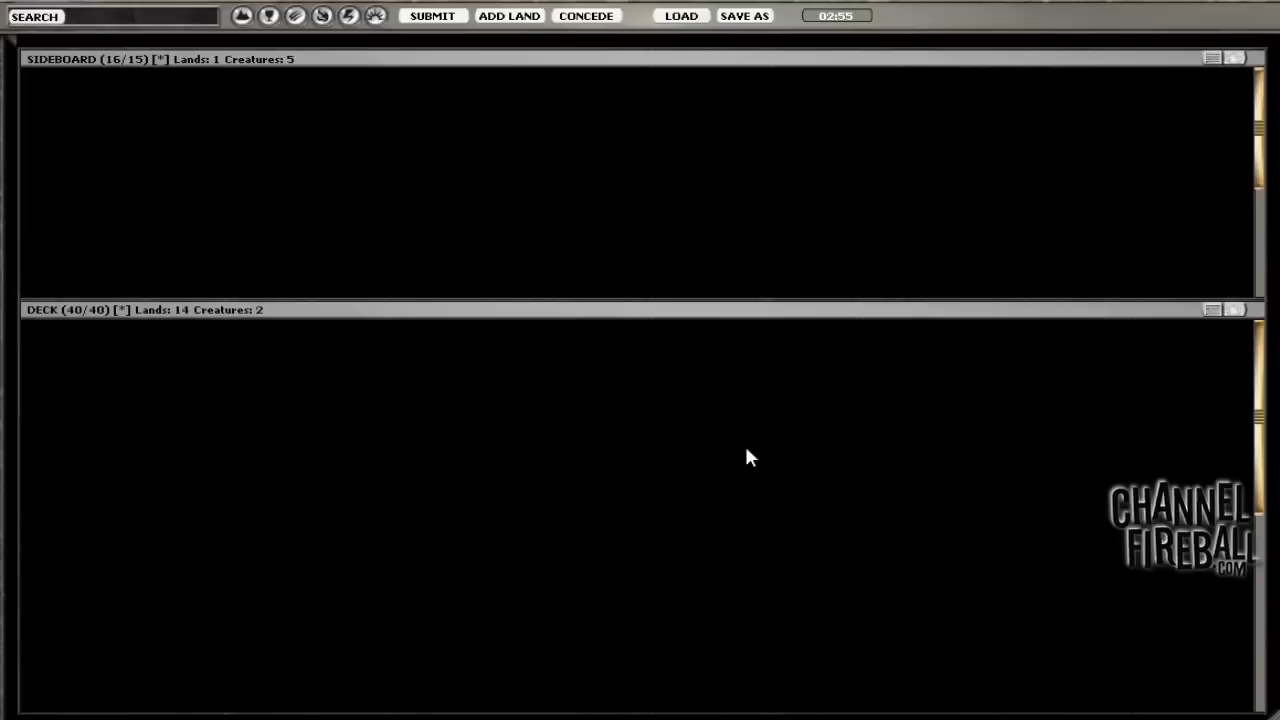 SEARCH SUBMIT ADD LAND CONCEDE LOAD SAVE AS 02:55
SIDEBOARD (16/15) [*] Lands: 1 Creatures: 5
DECK (40/40) [*] Lands: 14 Creatures: 2
CHANNEL
FIREBALL
.COM